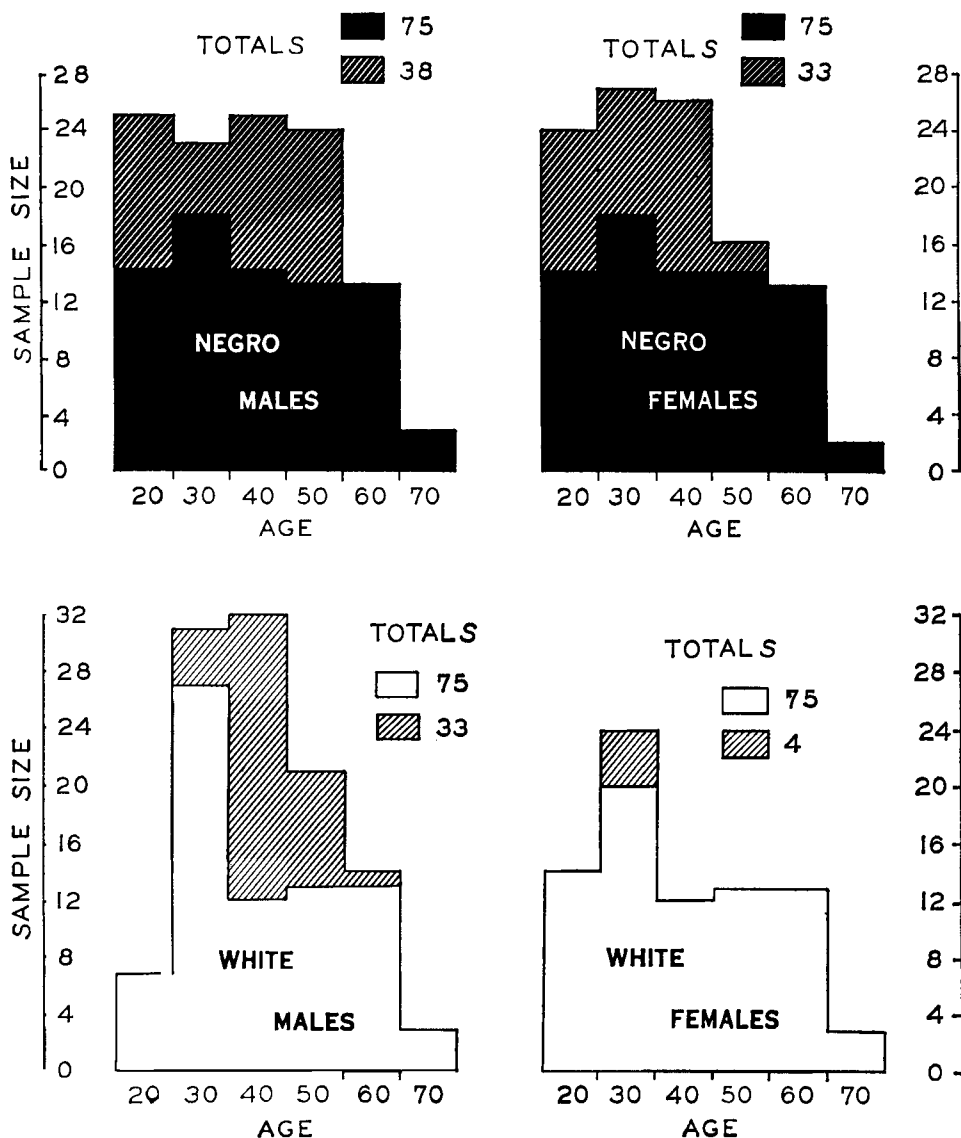 TOTALS 75
38
SAMPLE SIZE
28
24
20
16
12
8
4
0
NEGRO
MALES
20 30 40 50 60 70
AGE
TOTALS 75
33
28
24
20
16
12
8
4
0
NEGRO
FEMALES
20 30 40 50 60 70
AGE
SAMPLE SIZE
32
28
24
20
16
12
8
4
0
TOTALS
75
33
WHITE
MALES
20 30 40 50 60 70
AGE
TOTALS
75
4
32
28
24
20
16
12
8
4
0
WHITE
FEMALES
20 30 40 50 60 70
AGE